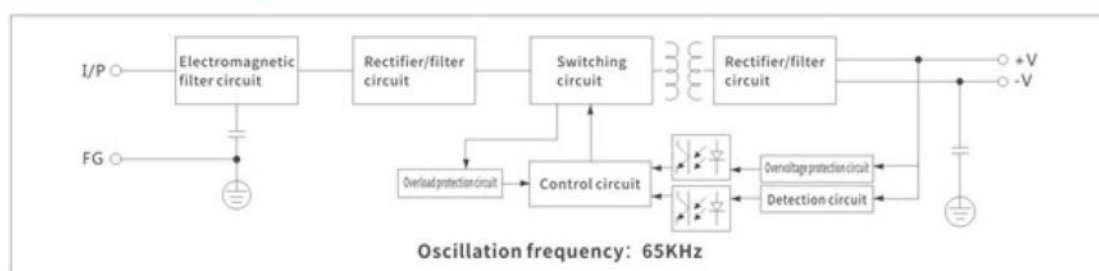 I/P
Electromagnetic
filter circuit
Rectifier/filter
circuit
Switching
circuit
Rectifier/filter
circuit
+V
-V
FG
Overload protection circuit
Control circuit
Overvoltage protection circuit
Detection circuit
Oscillation frequency: 65KHz